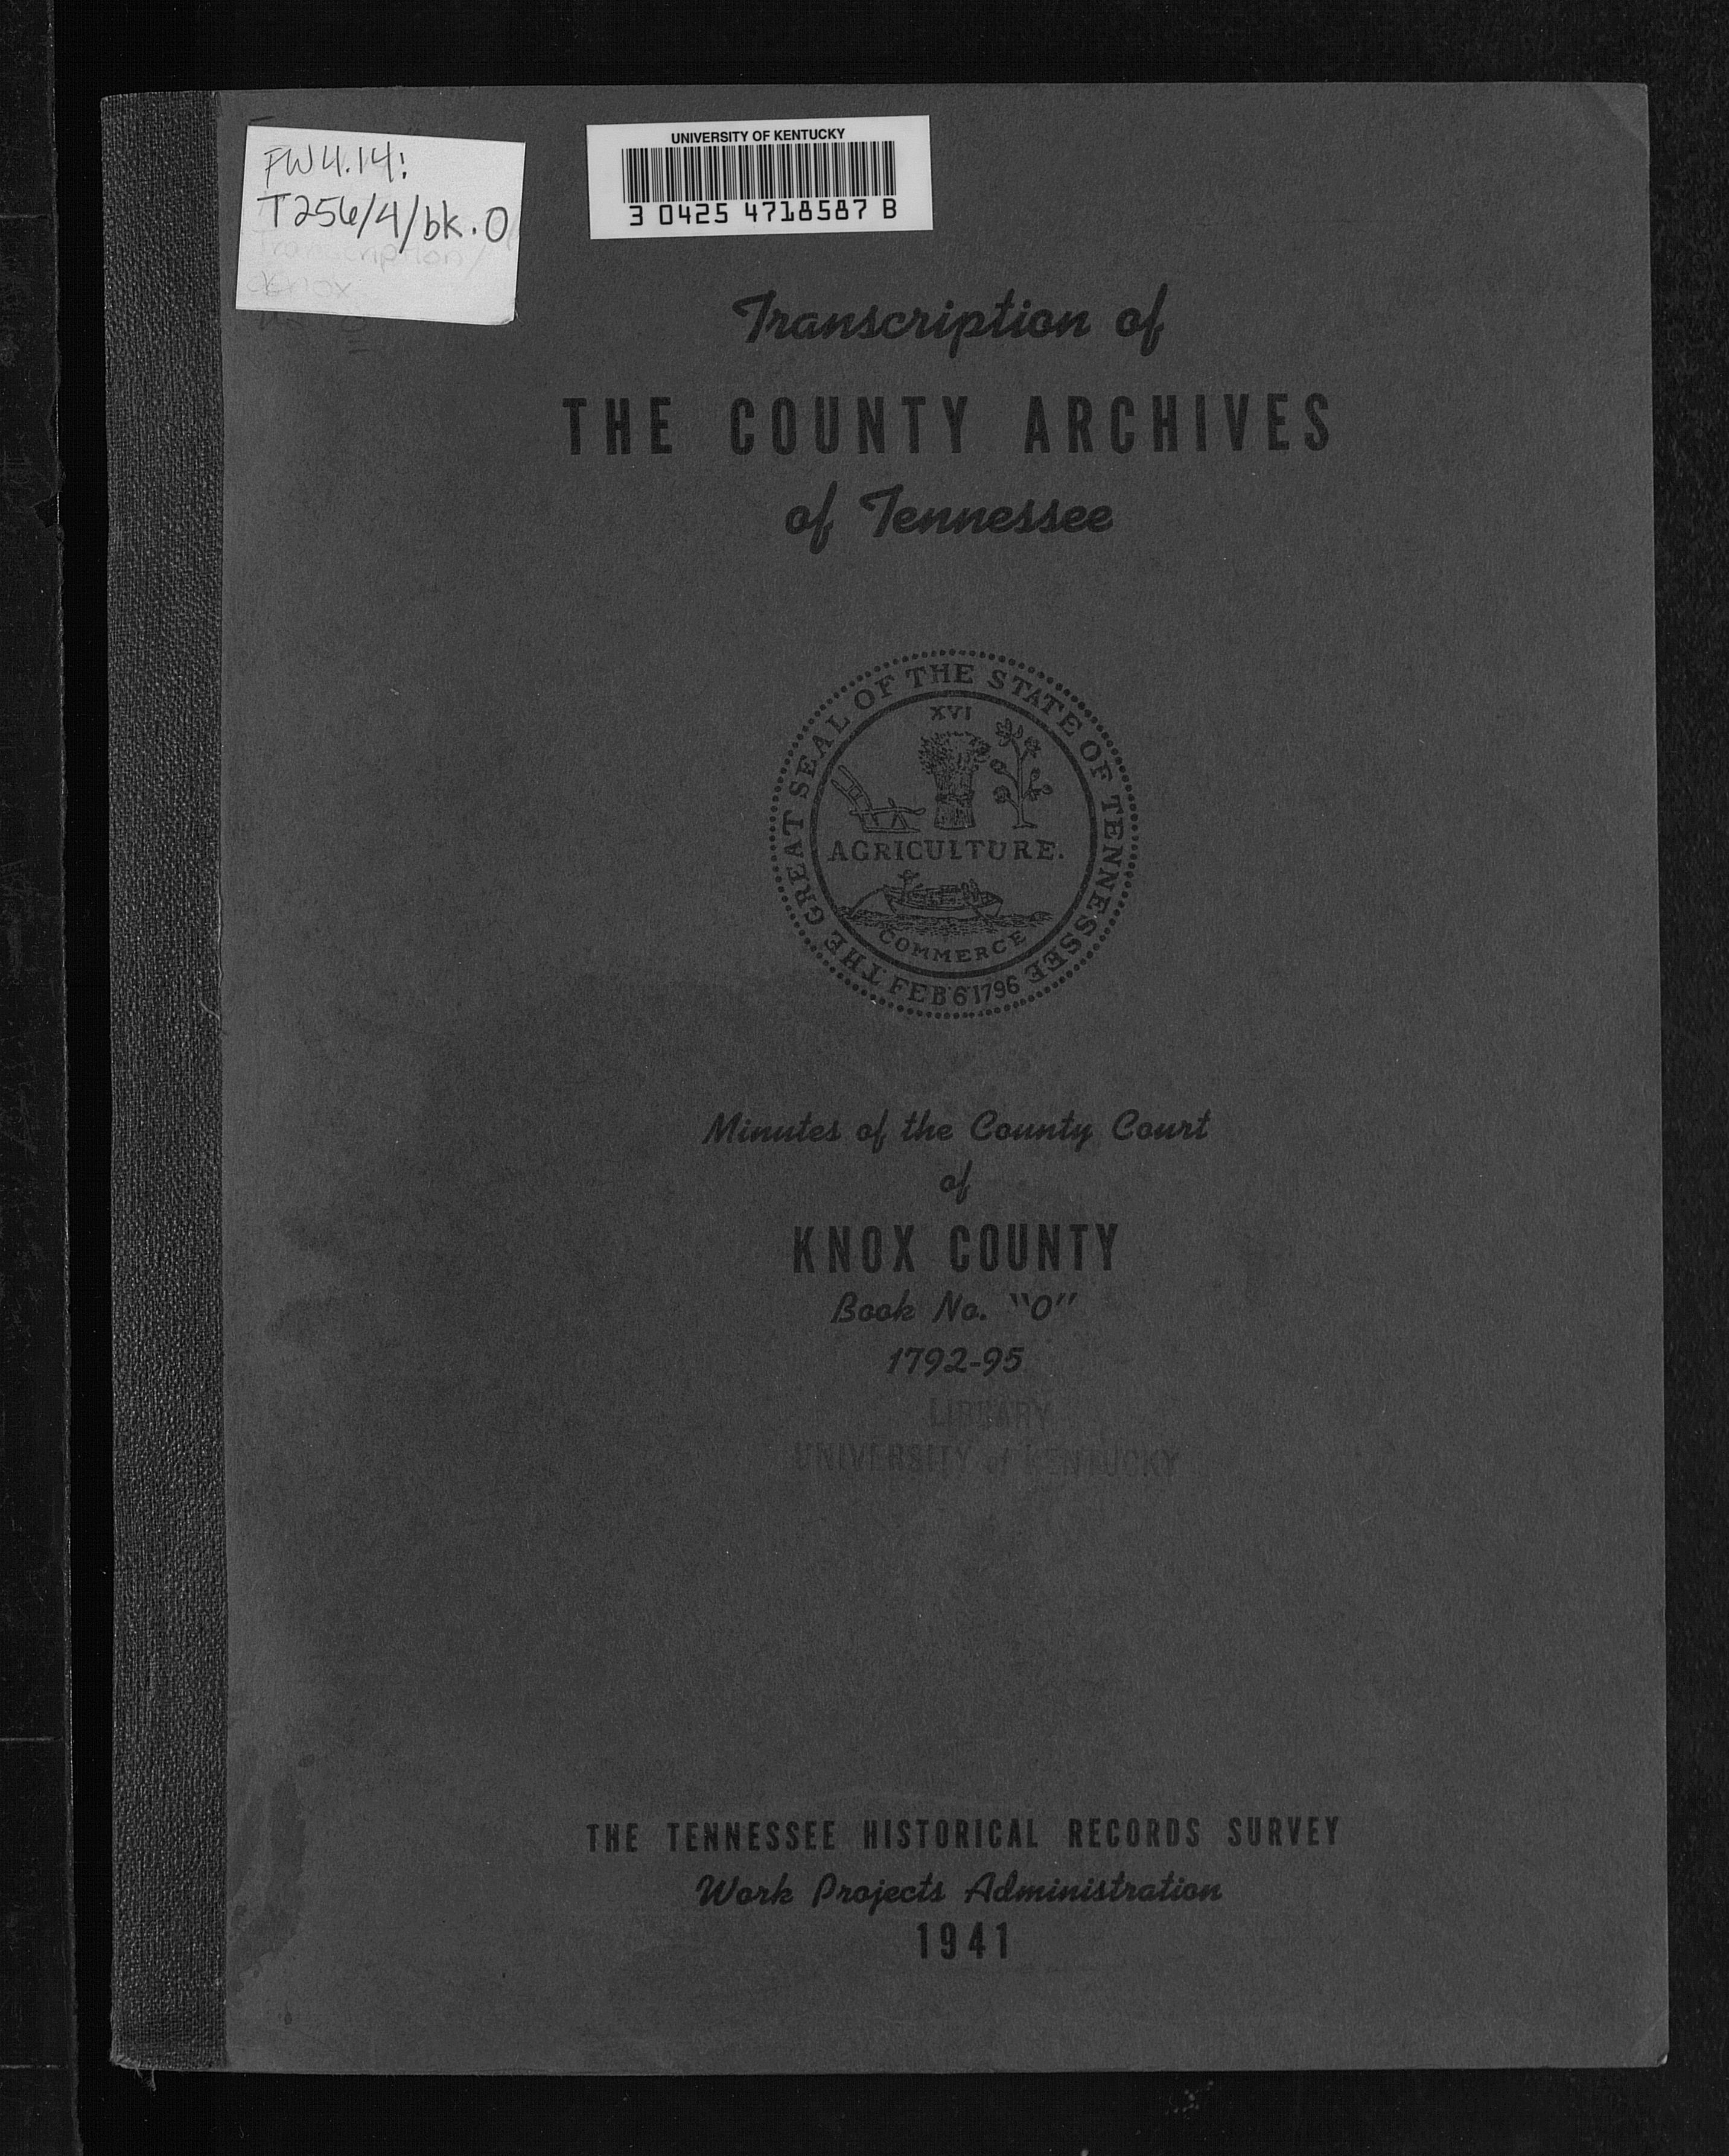 FW4.14:
T256/4/bk.O
Transcription/
Knox
UNIVERSITY OF KENTUCKY
3 0425 4718587 B
Transcription of
THE COUNTY ARCHIVES
of Tennessee
THE GREAT SEAL OF THE STATE OF TENNESSEE
XVI
AGRICULTURE.
COMMERCE
FEB 6 1796
Minutes of the County Court
of
KNOX COUNTY
Book No. "O"
1792-95
LIBRARY
UNIVERSITY of KENTUCKY
THE TENNESSEE HISTORICAL RECORDS SURVEY
Work Projects Administration
1941